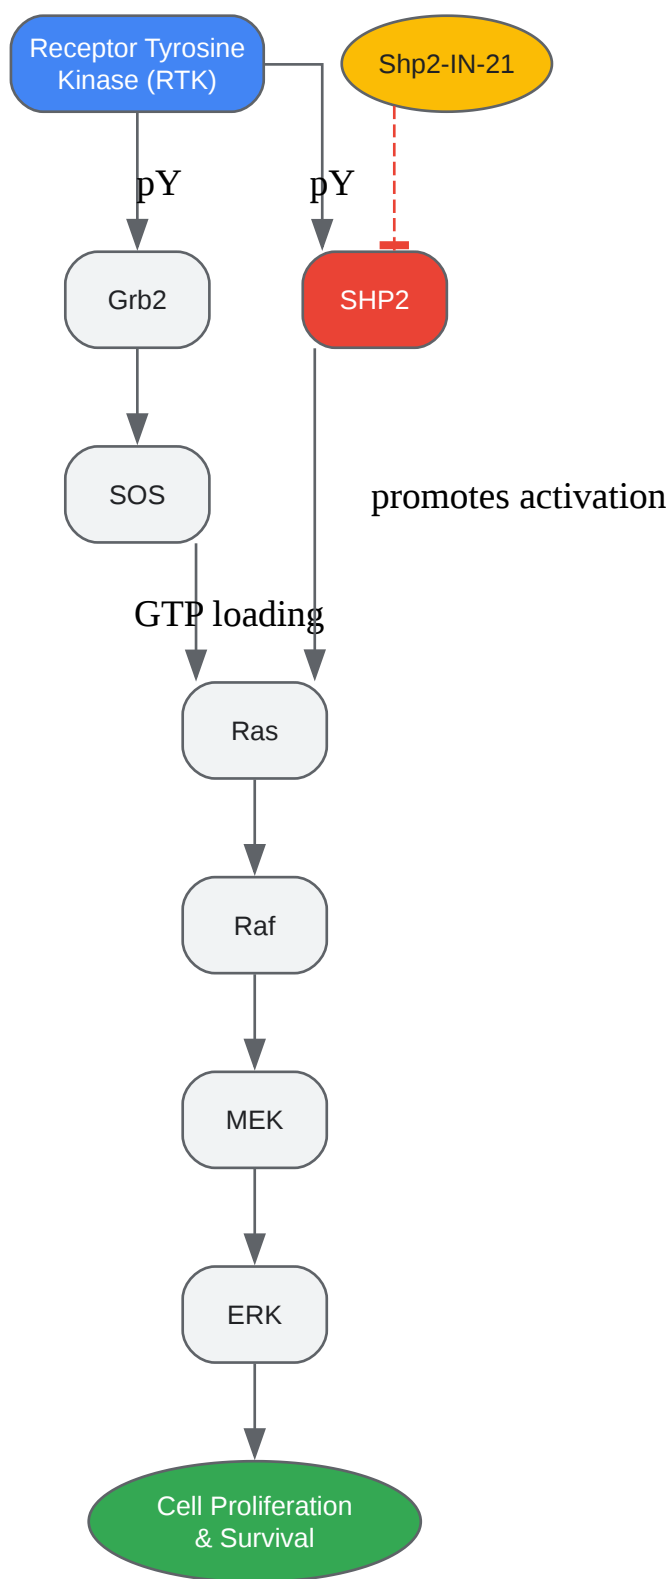 Receptor Tyrosine
Kinase (RTK)
Shp2-IN-21
pY
pY
Grb2
SHP2
SOS
promotes activation
GTP loading
Ras
Raf
MEK
ERK
Cell Proliferation
& Survival